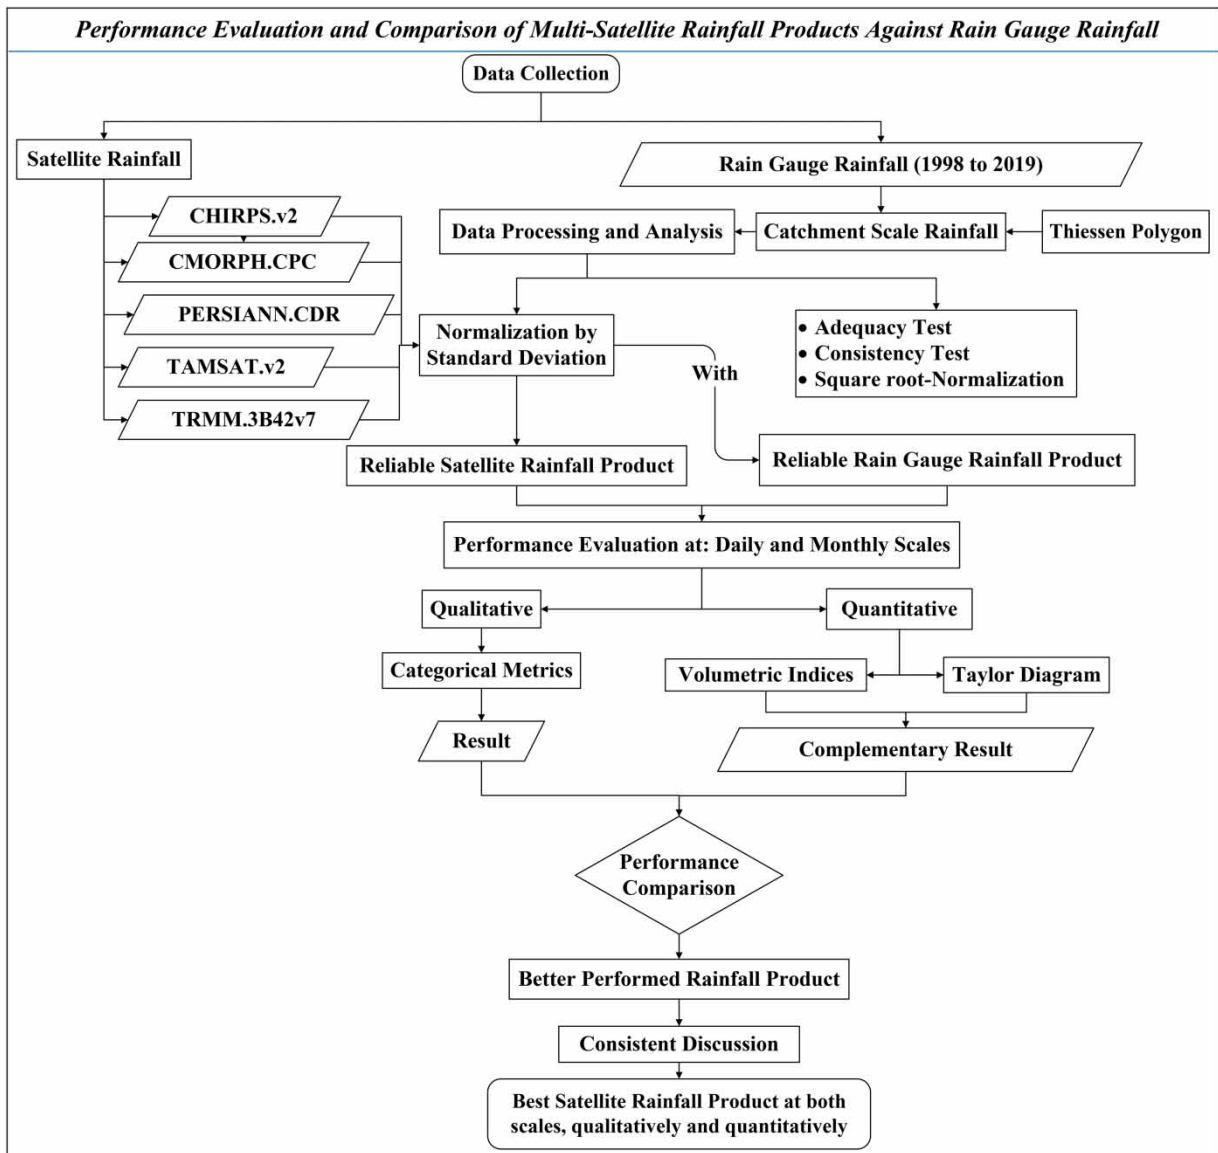 Performance Evaluation and Comparison of Multi-Satellite Rainfall Products Against Rain Gauge Rainfall
Data Collection
Satellite Rainfall
Rain Gauge Rainfall (1998 to 2019)
CHIRPS.v2
CMORPH.CPC
PERSIANN.CDR
TAMSAT.v2
TRMM.3B42v7
Data Processing and Analysis
Catchment Scale Rainfall
Thiessen Polygon
Normalization by
Standard Deviation
With
• Adequacy Test
• Consistency Test
• Square root-Normalization
Reliable Satellite Rainfall Product
Reliable Rain Gauge Rainfall Product
Performance Evaluation at: Daily and Monthly Scales
Qualitative
Quantitative
Categorical Metrics
Volumetric Indices
Taylor Diagram
Result
Complementary Result
Performance
Comparison
Better Performed Rainfall Product
Consistent Discussion
Best Satellite Rainfall Product at both
scales, qualitatively and quantitatively